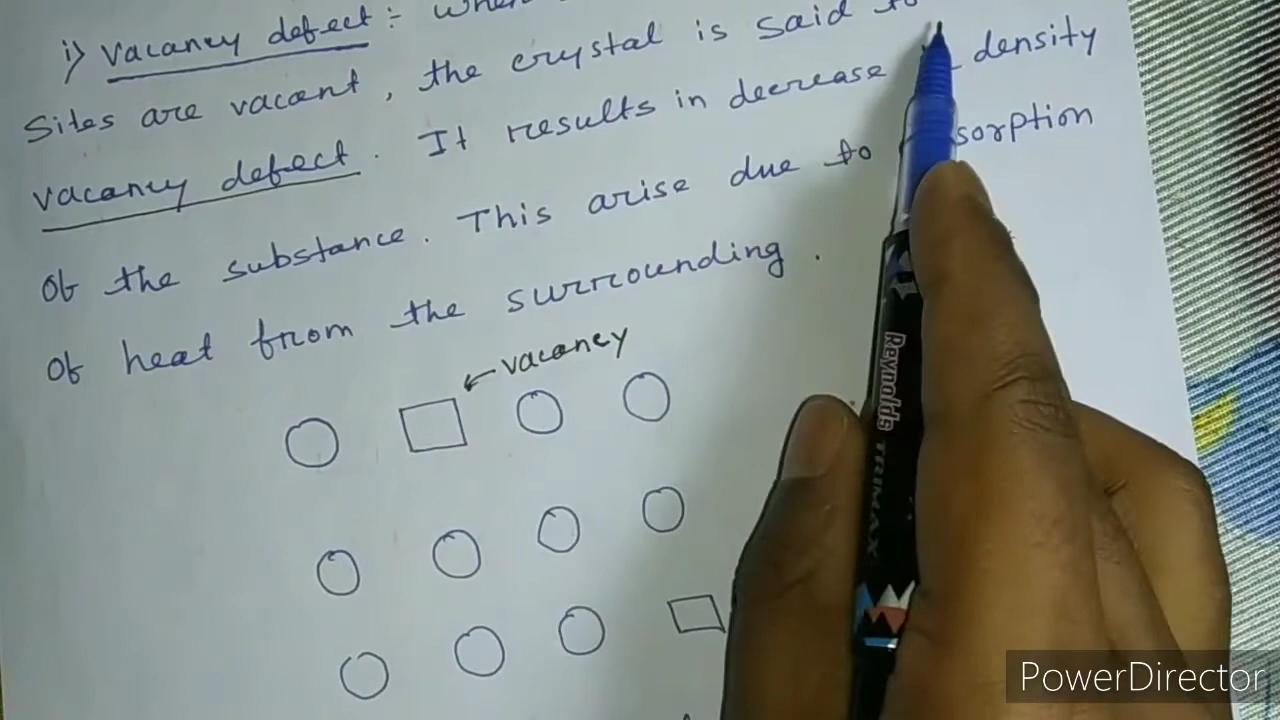 i) Vacancy defect :- When
Sites are vacant, the crystal is said to
vacancy defect. It results in decrease density
of the substance. This arise due to sorption
of heat from the surrounding.
vacancy
Reynolds TRIMAX
PowerDirector